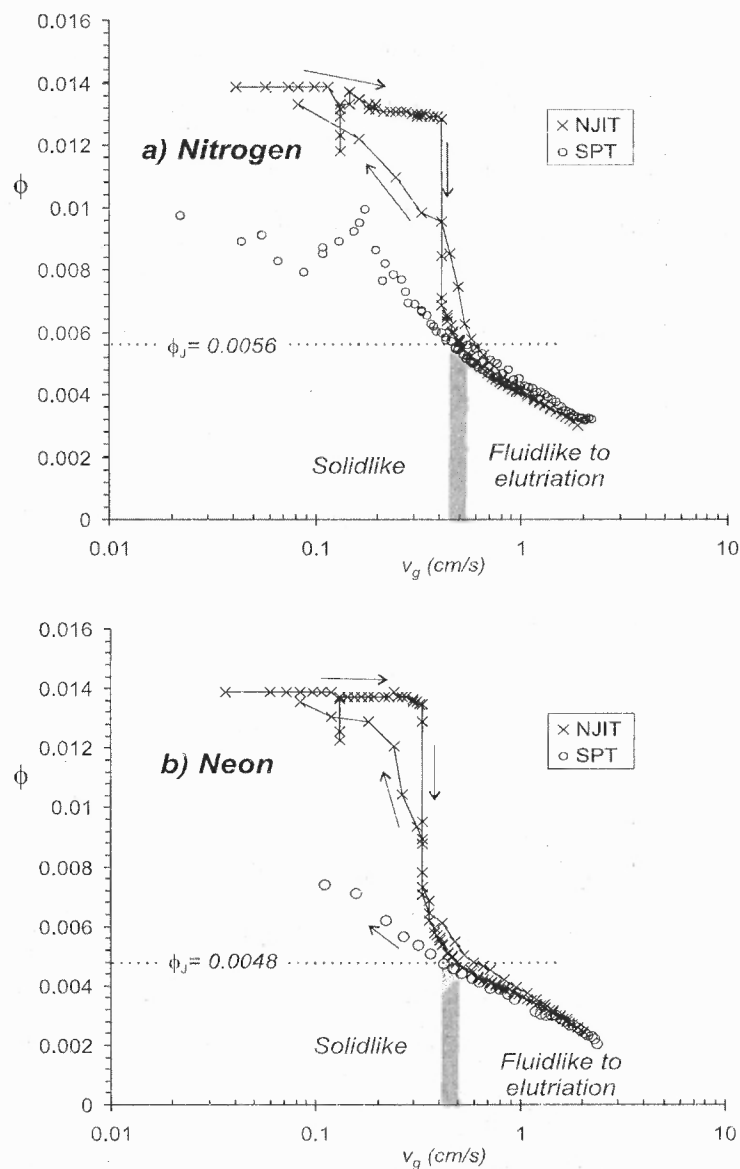 0.016
0.014
0.012
0.01
0.008
0.006
0.004
0.002
0
ϕ
a) Nitrogen
× NJIT
○ SPT
ϕJ= 0.0056
Solidlike
Fluidlike to
elutriation
0.01
0.1
1
10
vg (cm/s)
0.016
0.014
0.012
0.01
0.008
0.006
0.004
0.002
0
ϕ
b) Neon
× NJIT
○ SPT
ϕJ= 0.0048
Solidlike
Fluidlike to
elutriation
0.01
0.1
1
10
vg (cm/s)